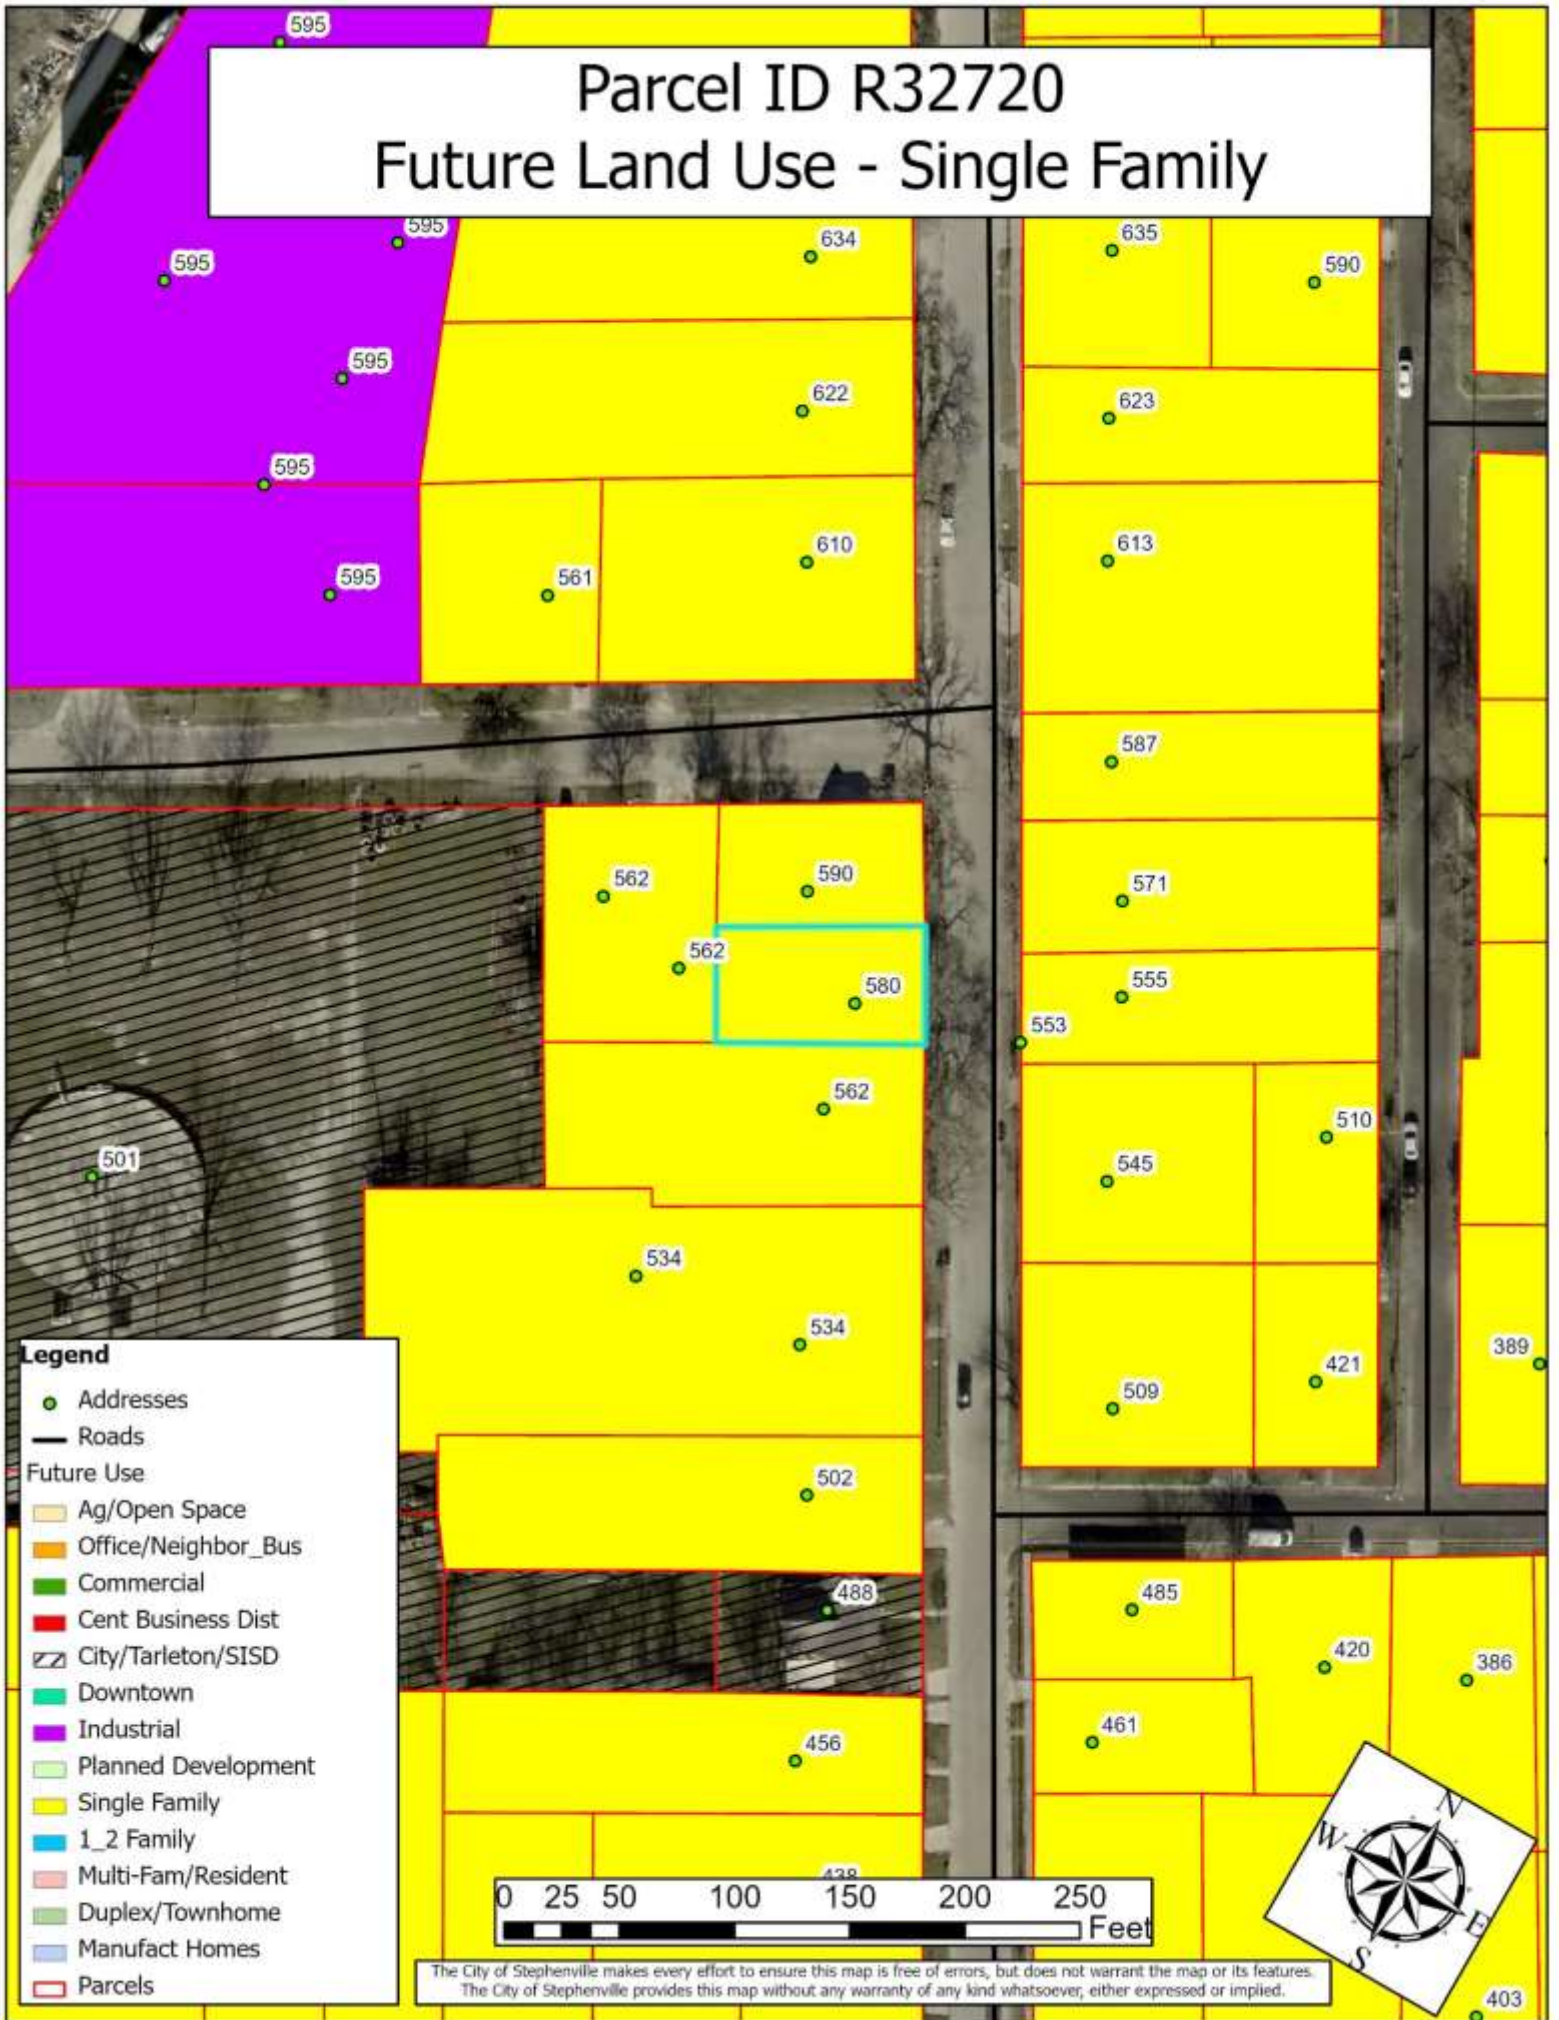 595
Parcel ID R32720
Future Land Use - Single Family
595
634
635
595
590
595
622
623
595
610
613
595
561
587
562
590
571
562
580
555
553
562
510
501
545
534
534
389
421
509
502
488
485
420
386
461
456
438
403
Legend
Addresses
Roads
Future Use
Ag/Open Space
Office/Neighbor_Bus
Commercial
Cent Business Dist
City/Tarleton/SISD
Downtown
Industrial
Planned Development
Single Family
1_2 Family
Multi-Fam/Resident
Duplex/Townhome
Manufact Homes
Parcels
0 25 50 100 150 200 250
Feet
N
W
E
S
The City of Stephenville makes every effort to ensure this map is free of errors, but does not warrant the map or its features.
The City of Stephenville provides this map without any warranty of any kind whatsoever, either expressed or implied.